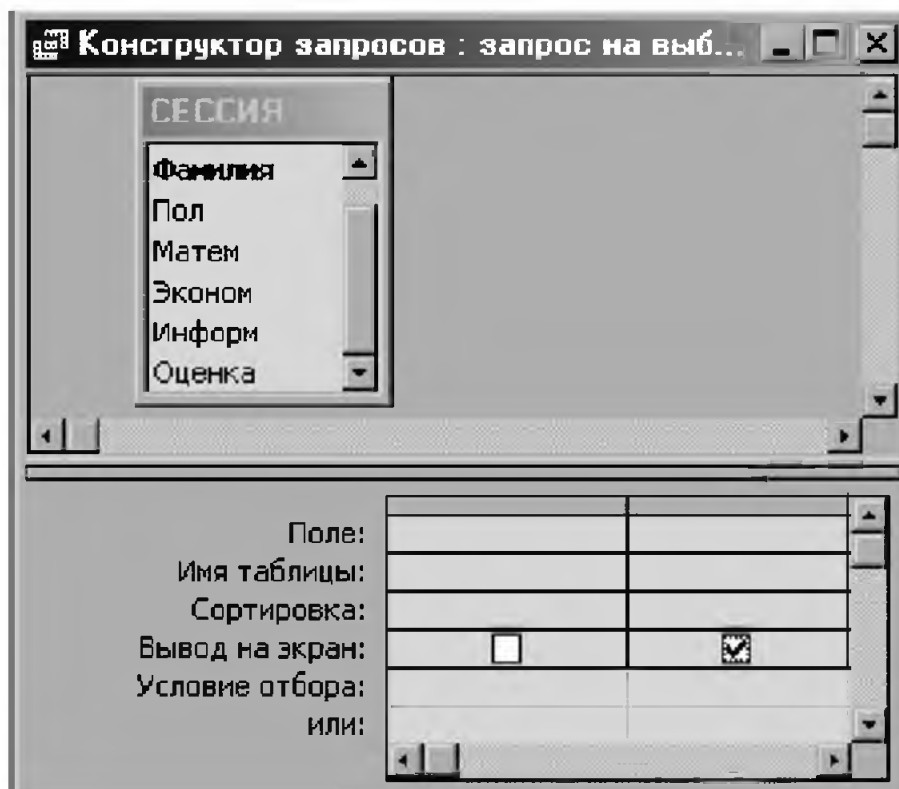 Конструктор запросов : запрос на выб...
СЕССИЯ
Фамилия
Пол
Матем
Эконом
Информ
Оценка
Поле:
Имя таблицы:
Сортировка:
Вывод на экран:
Условие отбора:
или: